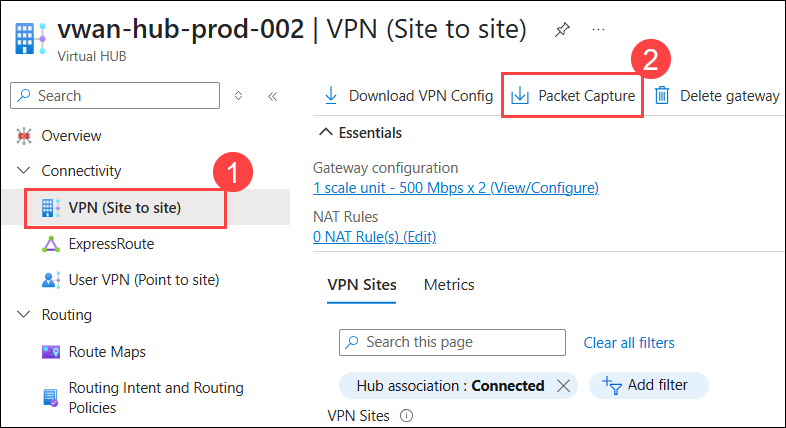 vwan-hub-prod-002 | VPN (Site to site)
...
Virtual HUB
2
Search
Download VPN Config
Packet Capture
Delete gateway
Overview
Essentials
Connectivity
1
Gateway configuration
1 scale unit - 500 Mbps x 2 (View/Configure)
VPN (Site to site)
NAT Rules
0 NAT Rule(s) (Edit)
ExpressRoute
User VPN (Point to site)
VPN Sites
Metrics
Routing
Search this page
Clear all filters
Route Maps
Hub association : Connected
Add filter
Routing Intent and Routing
Policies
VPN Sites